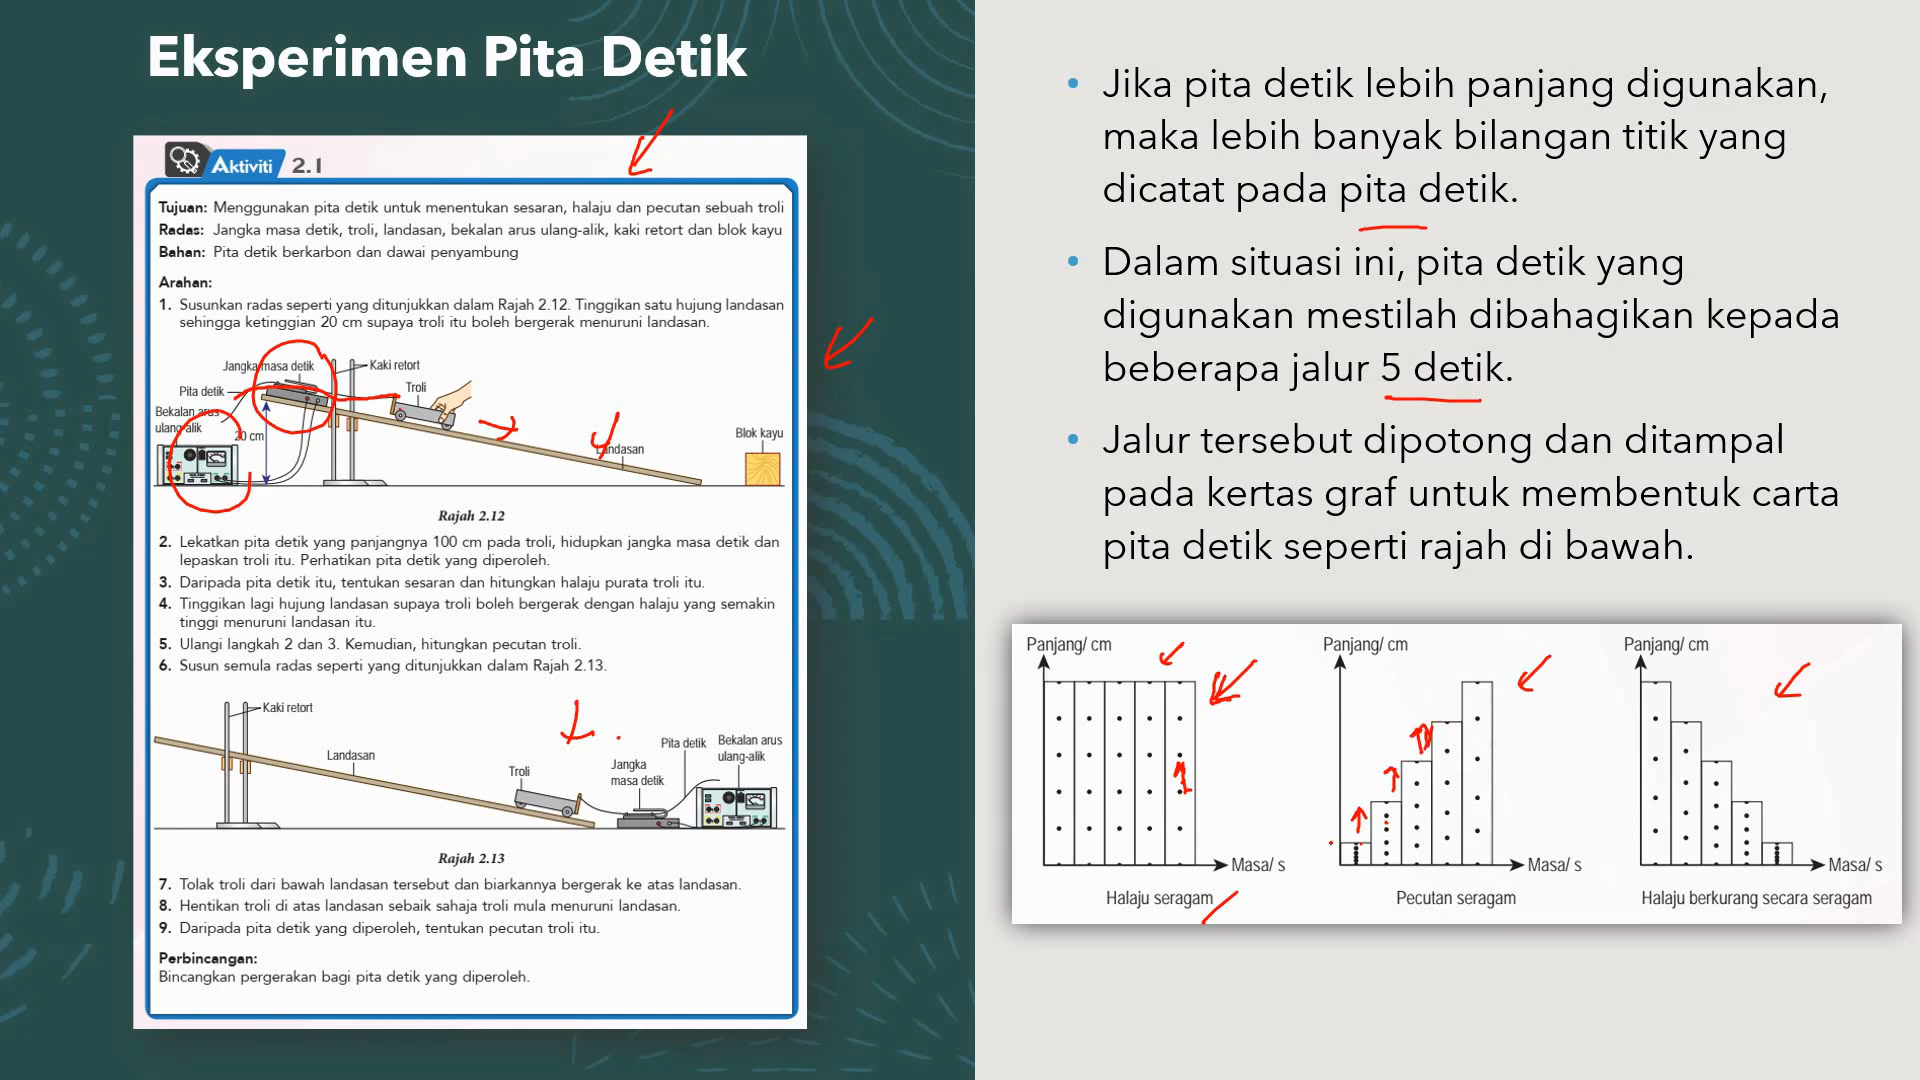 Eksperimen Pita Detik
Aktiviti 2.1
Tujuan: Menggunakan pita detik untuk menentukan sesaran, halaju dan pecutan sebuah troli
Radas: Jangka masa detik, troli, landasan, bekalan arus ulang-alik, kaki retort dan blok kayu
Bahan: Pita detik berkarbon dan dawai penyambung
Arahan:
1. Susunkan radas seperti yang ditunjukkan dalam Rajah 2.12. Tinggikan satu hujung landasan
sehingga ketinggian 20 cm supaya troli itu boleh bergerak menuruni landasan.
Jangka masa detik
Kaki retort
Pita detik
Troli
Bekalan arus
ulang-alik
20 cm
Landasan
Blok kayu
Rajah 2.12
2. Lekatkan pita detik yang panjangnya 100 cm pada troli, hidupkan jangka masa detik dan
lepaskan troli itu. Perhatikan pita detik yang diperoleh.
3. Daripada pita detik itu, tentukan sesaran dan hitungkan halaju purata troli itu.
4. Tinggikan lagi hujung landasan supaya troli boleh bergerak dengan halaju yang semakin
tinggi menuruni landasan itu.
5. Ulangi langkah 2 dan 3. Kemudian, hitungkan pecutan troli.
6. Susun semula radas seperti yang ditunjukkan dalam Rajah 2.13.
Kaki retort
Landasan
Troli
Jangka
masa detik
Pita detik
Bekalan arus
ulang-alik
Rajah 2.13
7. Tolak troli dari bawah landasan tersebut dan biarkannya bergerak ke atas landasan.
8. Hentikan troli di atas landasan sebaik sahaja troli mula menuruni landasan.
9. Daripada pita detik yang diperoleh, tentukan pecutan troli itu.
Perbincangan:
Bincangkan pergerakan bagi pita detik yang diperoleh.
• Jika pita detik lebih panjang digunakan,
maka lebih banyak bilangan titik yang
dicatat pada pita detik.
• Dalam situasi ini, pita detik yang
digunakan mestilah dibahagikan kepada
beberapa jalur 5 detik.
• Jalur tersebut dipotong dan ditampal
pada kertas graf untuk membentuk carta
pita detik seperti rajah di bawah.
Panjang/ cm
Masa/ s
Halaju seragam
Panjang/ cm
Masa/ s
Pecutan seragam
Panjang/ cm
Masa/ s
Halaju berkurang secara seragam